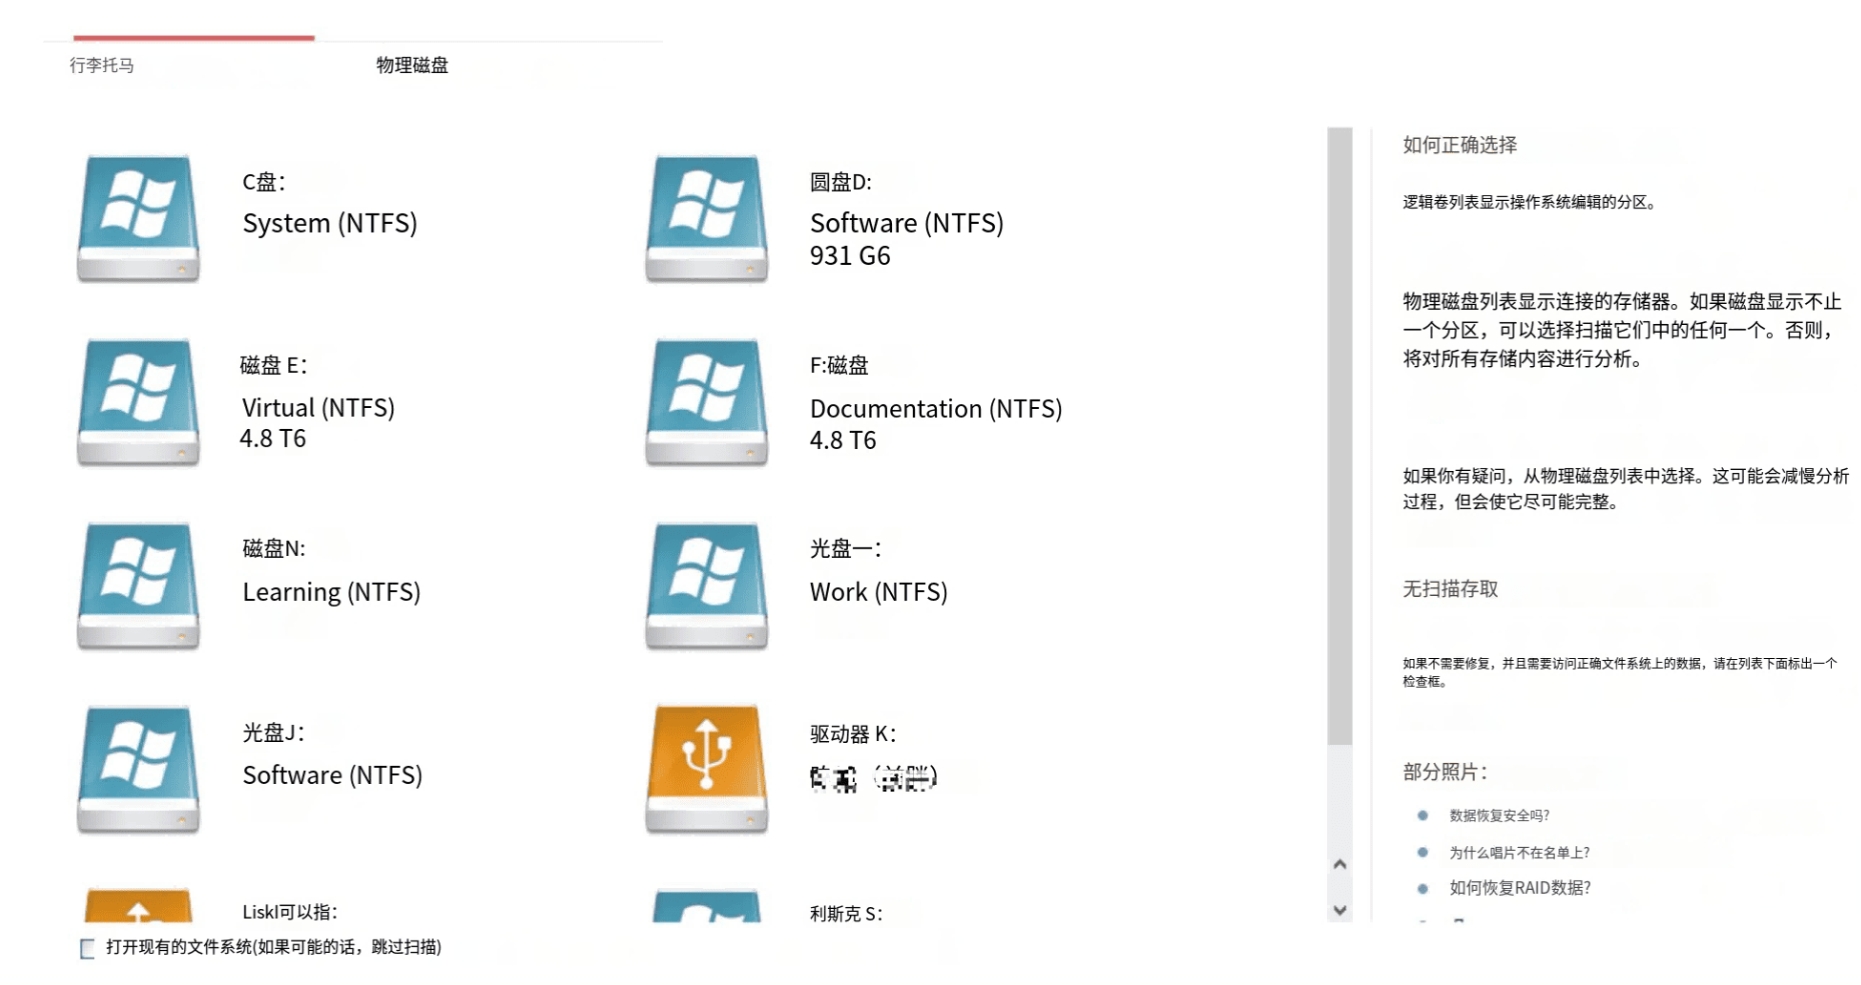 行李托马
物理磁盘
C盘：
System (NTFS)
圆盘D:
Software (NTFS)
931 G6
磁盘 E：
Virtual (NTFS)
4.8 T6
F:磁盘
Documentation (NTFS)
4.8 T6
磁盘N:
Learning (NTFS)
光盘一：
Work (NTFS)
光盘J：
Software (NTFS)
驱动器 K：
Liskl可以指：
利斯克 S：
打开现有的文件系统(如果可能的话，跳过扫描)
如何正确选择
逻辑卷列表显示操作系统编辑的分区。
物理磁盘列表显示连接的存储器。如果磁盘显示不止
一个分区，可以选择扫描它们中的任何一个。否则，
将对所有存储内容进行分析。
如果你有疑问，从物理磁盘列表中选择。这可能会减慢分析
过程，但会使它尽可能完整。
无扫描存取
如果不需要修复，并且需要访问正确文件系统上的数据，请在列表下面标出一个
检查框。
部分照片：
数据恢复安全吗?
为什么唱片不在名单上?
如何恢复RAID数据?